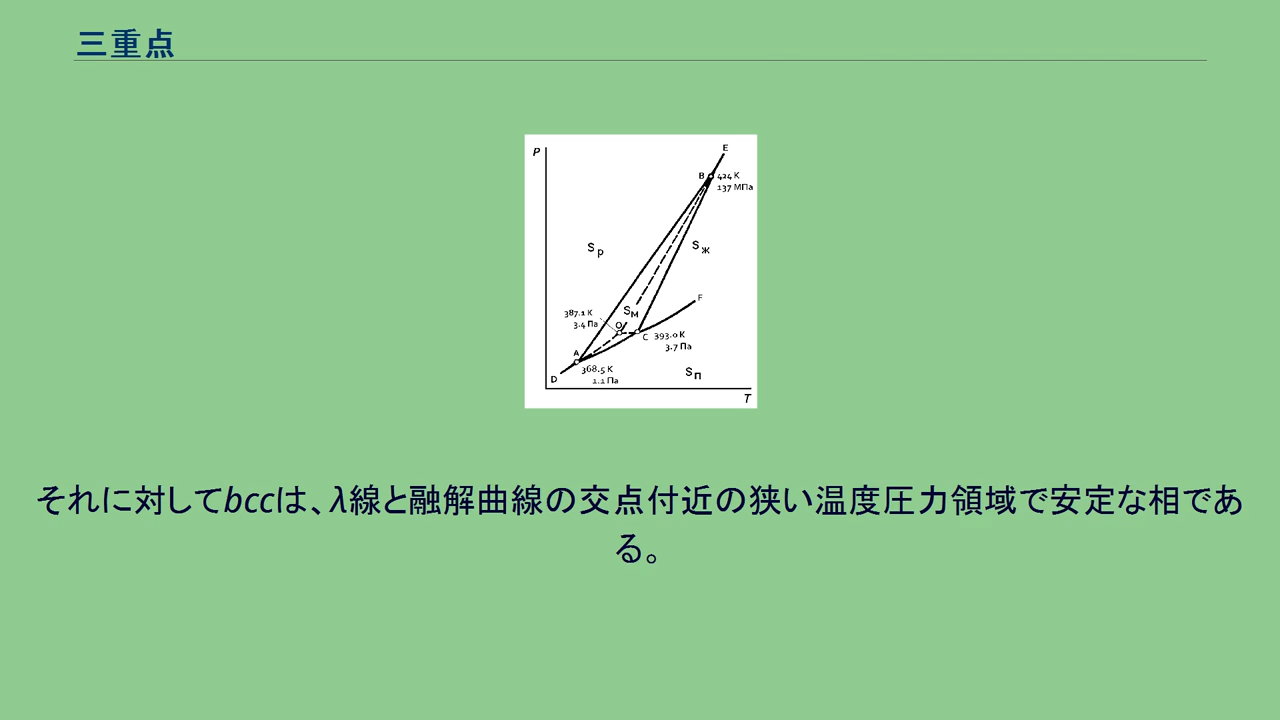 三重点
P
E
B 424 K
137 МПа
Sр
Sж
387.1 K
3.4 Па
Sм
F
O
C 393.0 K
3.7 Па
A
368.5 K
1.1 Па
D
Sп
T
それに対してbccは、λ線と融解曲線の交点付近の狭い温度圧力領域で安定な相であ
る。